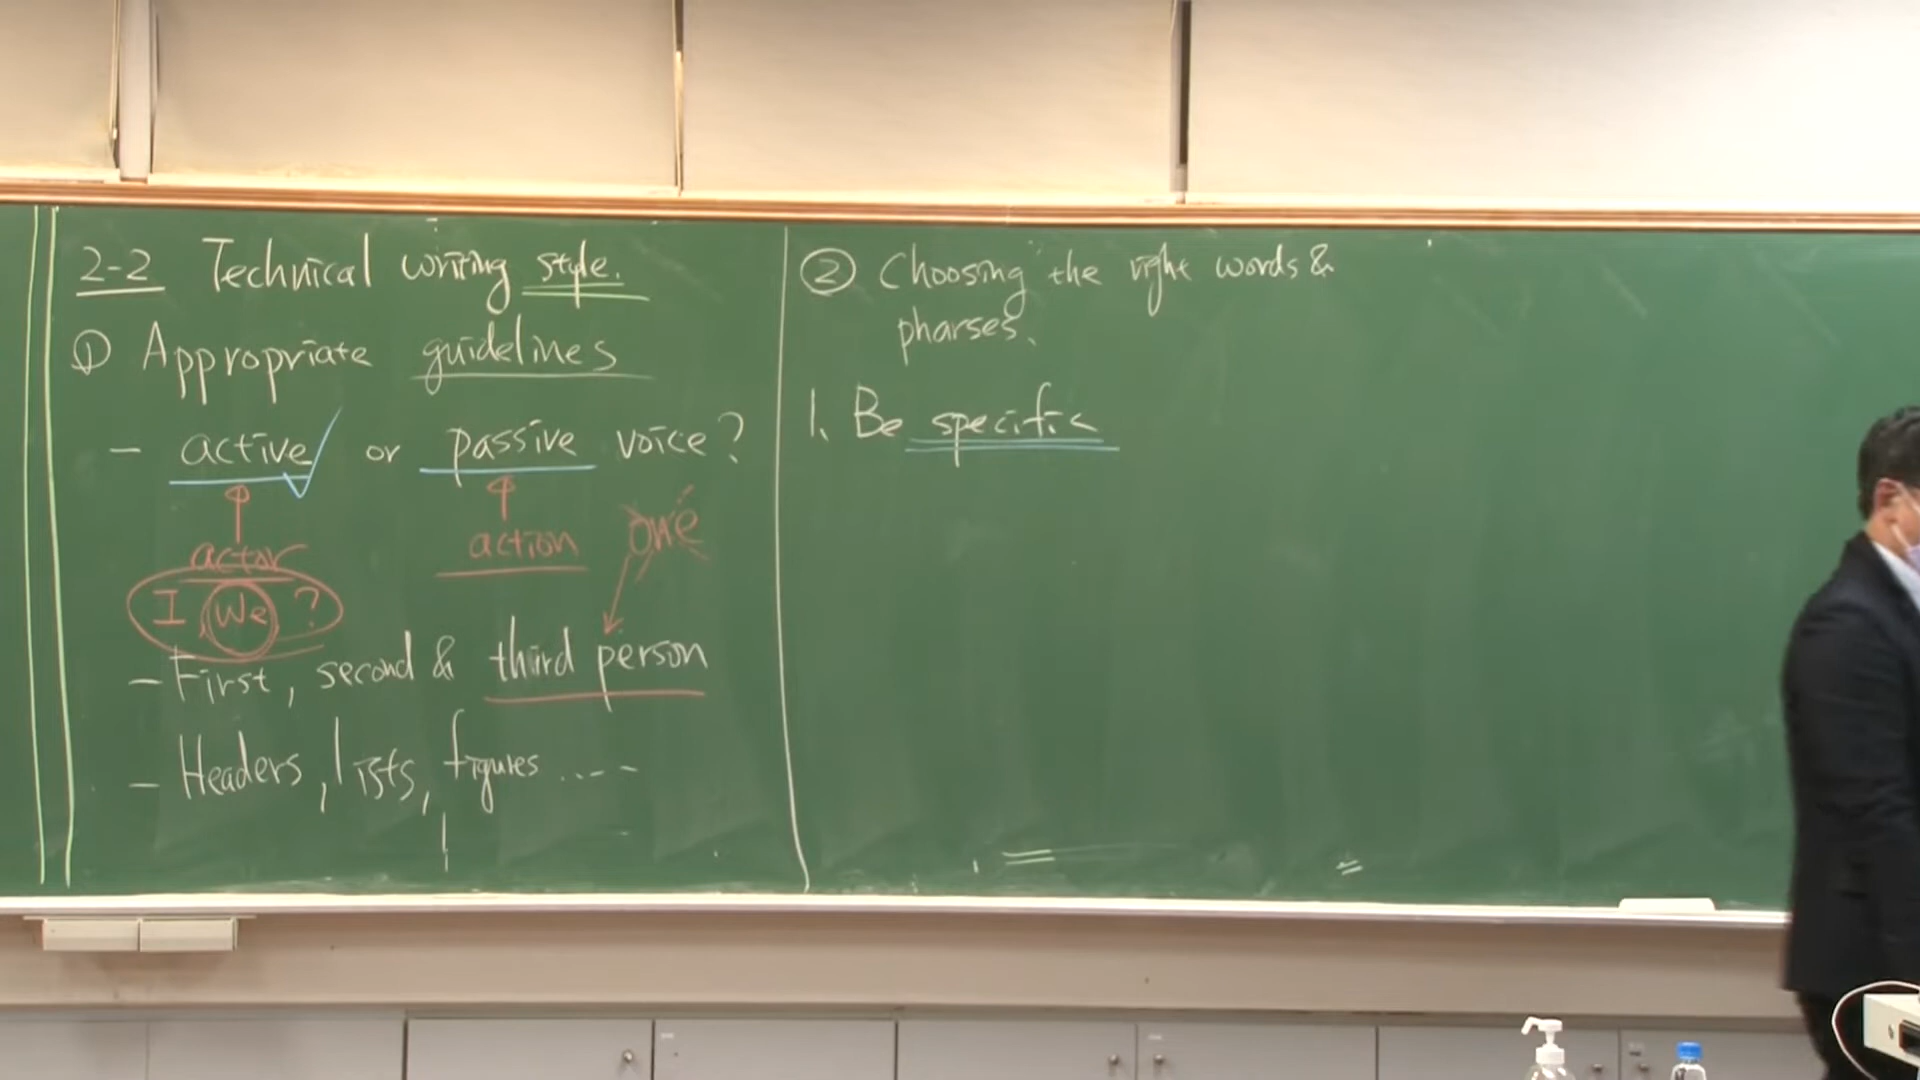 2-2 Technical writing style.
① Appropriate guidelines
- active or passive voice?
actor action one
I, We ?
- First, second & third person
- Headers, lists, figures ....
② Choosing the right words &
pharses.
1. Be specific